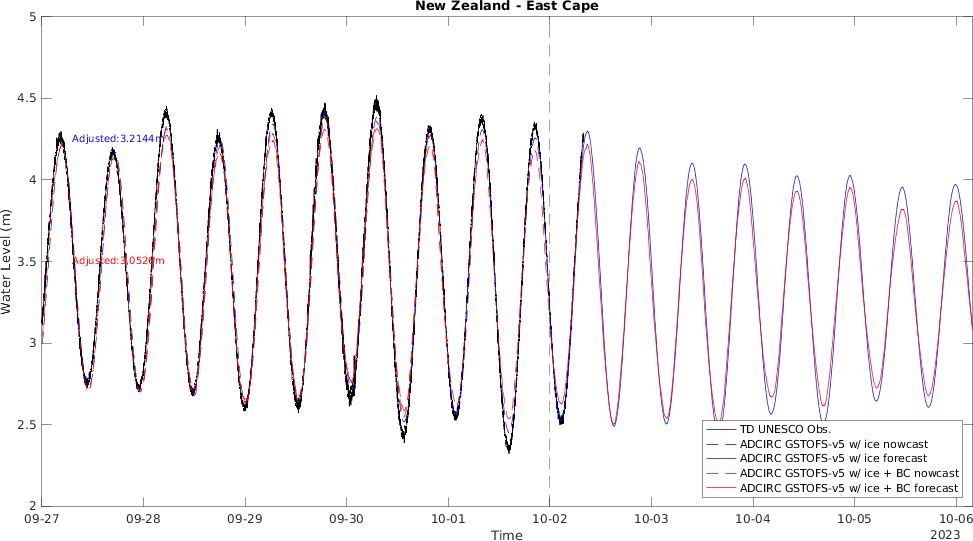 New Zealand - East Cape
Water Level (m)
5
4.5
4
3.5
3
2.5
2
Adjusted:3.2144m
Adjusted:3.0526m
TD UNESCO Obs.
ADCIRC GSTOFS-v5 w/ ice nowcast
ADCIRC GSTOFS-v5 w/ ice forecast
ADCIRC GSTOFS-v5 w/ ice + BC nowcast
ADCIRC GSTOFS-v5 w/ ice + BC forecast
09-27 09-28 09-29 09-30 10-01 10-02 10-03 10-04 10-05 10-06
2023
Time